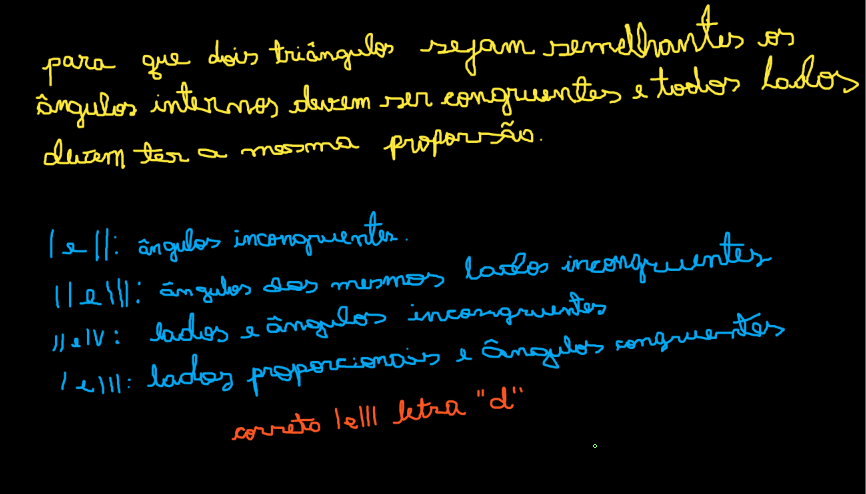 para que dois triângulos sejam semelhantes os
ângulos internos devem ser congruentes e todos lados
devem ter a mesma proporsão.
I e II: ângulos incongruentes.
II e III: ângulos dos mesmos lados incongruentes
II e IV: lados e ângulos incongruentes
I e III: lados proporcionais e ângulos congruentes
correto I e III letra "d"